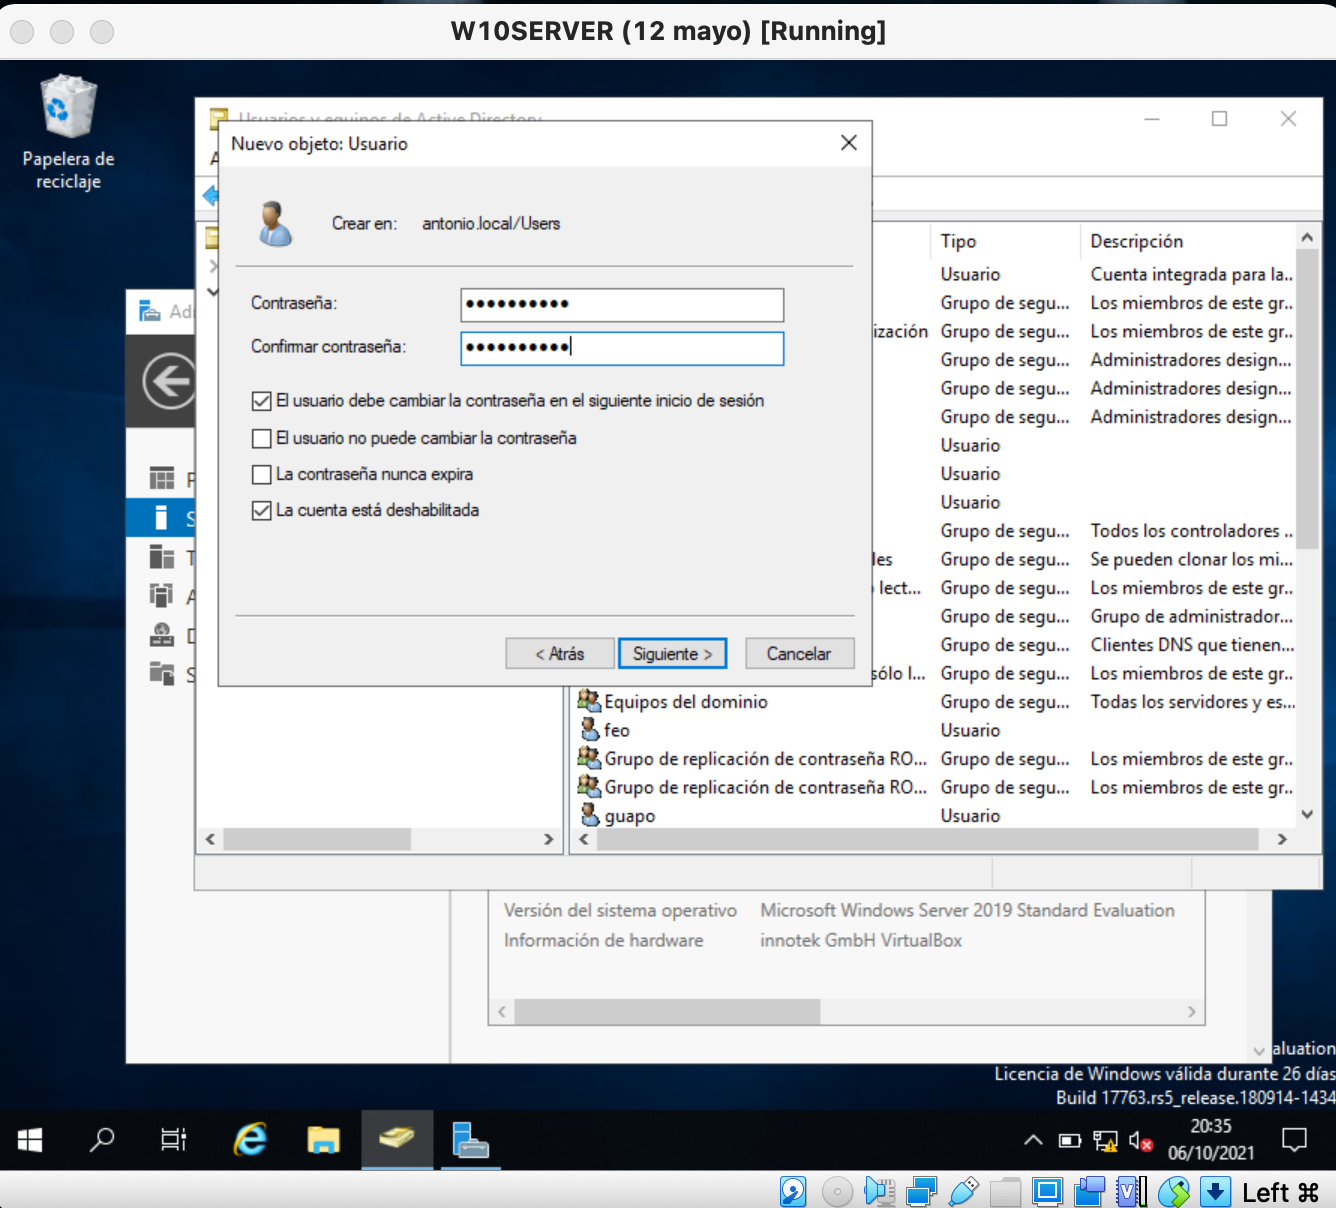 W10SERVER (12 mayo) [Running]
Papelera de
reciclaje
Usuarios y equipos de Active Directory
Nuevo objeto: Usuario
Crear en: antonio.local/Users
Contraseña:
Confirmar contraseña:
El usuario debe cambiar la contraseña en el siguiente inicio de sesión
El usuario no puede cambiar la contraseña
La contraseña nunca expira
La cuenta está deshabilitada
< Atrás
Siguiente >
Cancelar
Tipo Descripción
Usuario Cuenta integrada para la...
Grupo de segu... Los miembros de este gr...
ización Grupo de segu... Los miembros de este gr...
Grupo de segu... Administradores design...
Grupo de segu... Administradores design...
Grupo de segu... Administradores design...
Usuario
Usuario
Usuario
Grupo de segu... Todos los controladores ...
les Grupo de segu... Se pueden clonar los mi...
lect... Grupo de segu... Los miembros de este gr...
Grupo de segu... Grupo de administrador...
Grupo de segu... Clientes DNS que tienen...
sólo l... Grupo de segu... Los miembros de este gr...
Equipos del dominio Grupo de segu... Todas los servidores y es...
feo Usuario
Grupo de replicación de contraseña RO... Grupo de segu... Los miembros de este gr...
Grupo de replicación de contraseña RO... Grupo de segu... Los miembros de este gr...
guapo Usuario
Versión del sistema operativo Microsoft Windows Server 2019 Standard Evaluation
Información de hardware innotek GmbH VirtualBox
aluation
Licencia de Windows válida durante 26 días
Build 17763.rs5_release.180914-1434
20:35
06/10/2021
Left ⌘